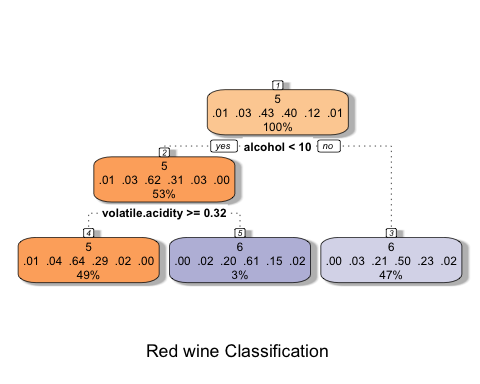 1
5
.01 .03 .43 .40 .12 .01
100%
yes alcohol < 10 no
2
5
.01 .03 .62 .31 .03 .00
53%
volatile.acidity >= 0.32
4
5
.01 .04 .64 .29 .02 .00
49%
5
6
.00 .02 .20 .61 .15 .02
3%
3
6
.00 .03 .21 .50 .23 .02
47%
Red wine Classification